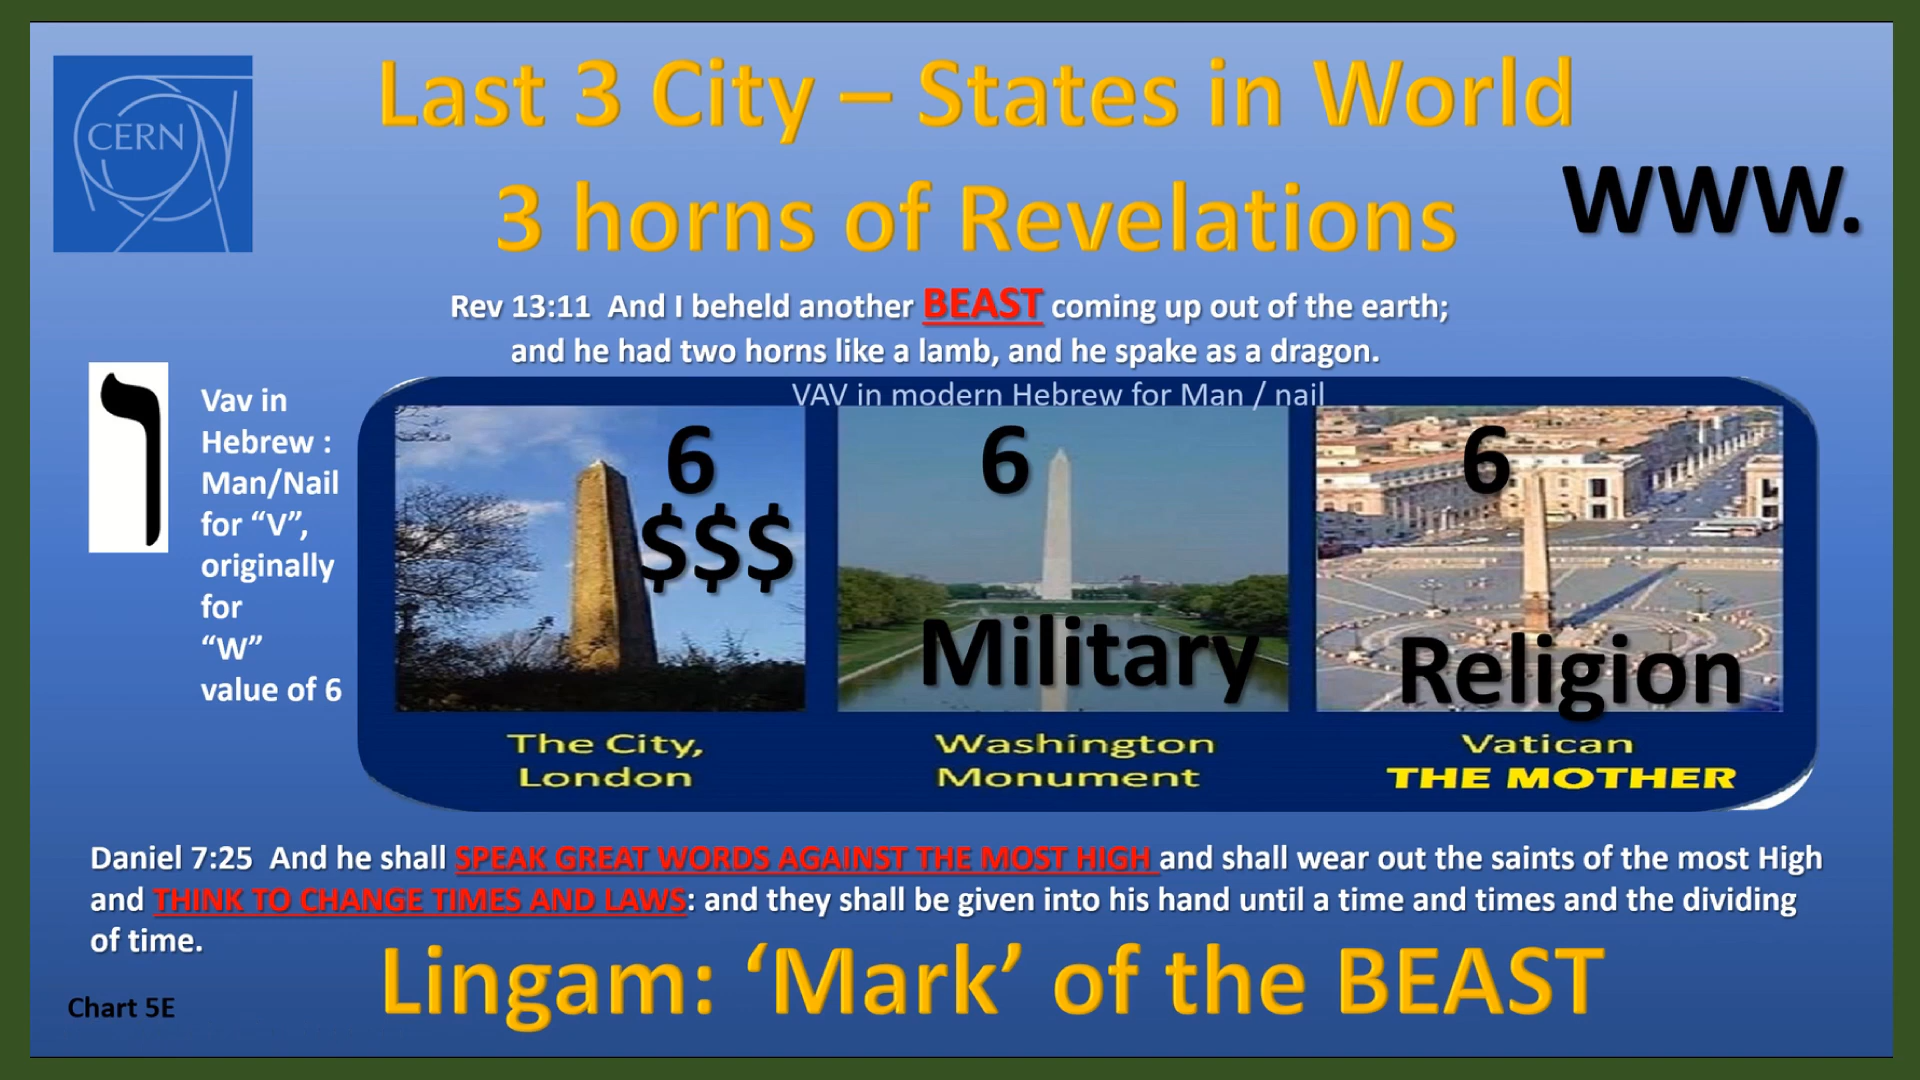 CERN
Last 3 City – States in World
3 horns of Revelations
WWW.
Rev 13:11 And I beheld another BEAST coming up out of the earth;
and he had two horns like a lamb, and he spake as a dragon.
ו
Vav in
Hebrew :
Man/Nail
for “V”,
originally
for
“W”
value of 6
VAV in modern Hebrew for Man / nail
6
$$$
6
Military
6
Religion
The City,
London
Washington
Monument
Vatican
THE MOTHER
Daniel 7:25 And he shall SPEAK GREAT WORDS AGAINST THE MOST HIGH and shall wear out the saints of the most High
and THINK TO CHANGE TIMES AND LAWS: and they shall be given into his hand until a time and times and the dividing
of time.
Lingam: ‘Mark’ of the BEAST
Chart 5E